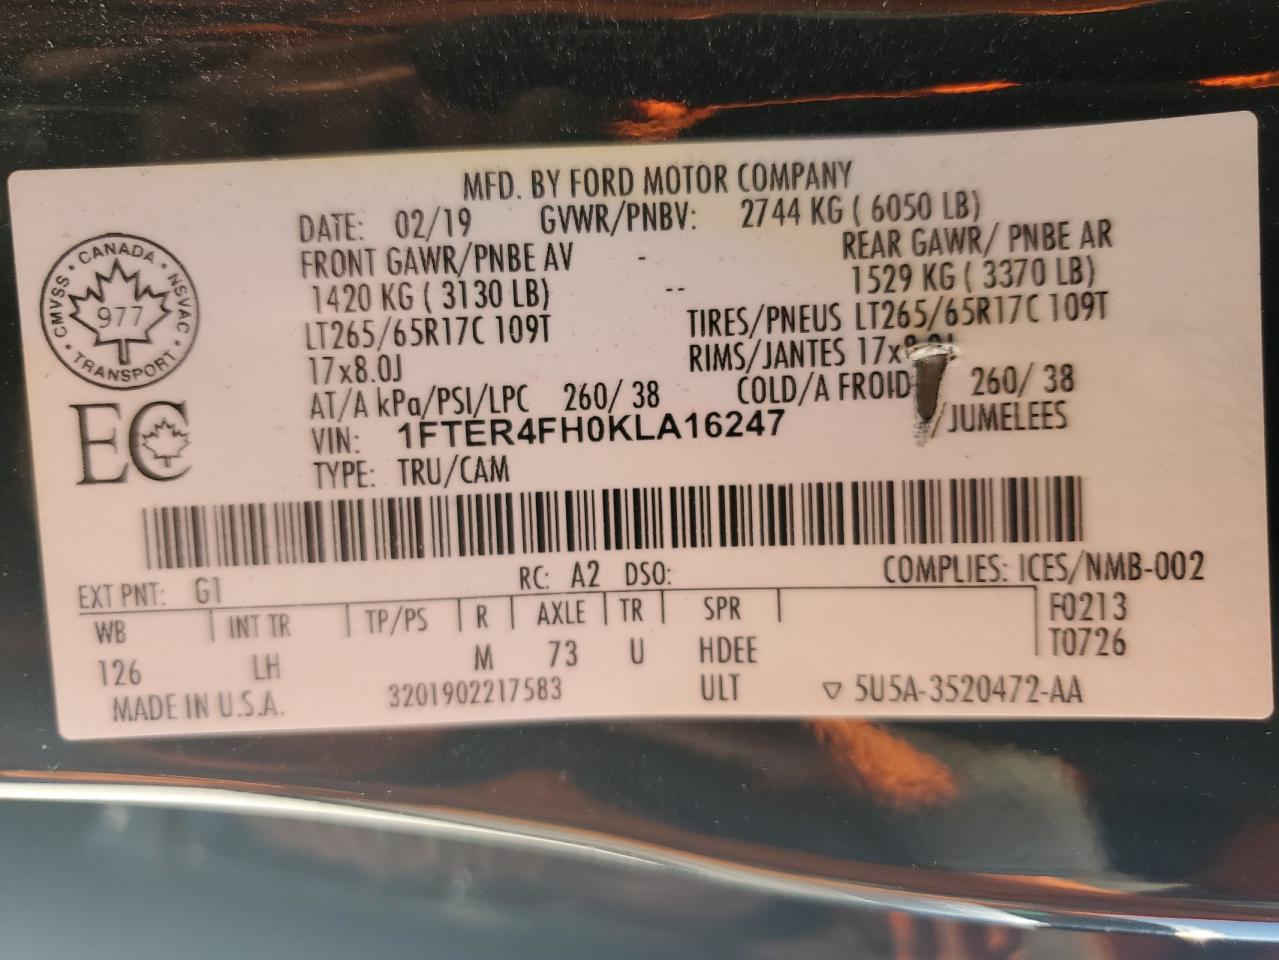 MFD. BY FORD MOTOR COMPANY
DATE: 02/19 GVWR/PNBV: 2744 KG ( 6050 LB)
FRONT GAWR/PNBE AV - REAR GAWR/ PNBE AR
1420 KG ( 3130 LB) -- 1529 KG ( 3370 LB)
LT265/65R17C 109T TIRES/PNEUS LT265/65R17C 109T
17x8.0J RIMS/JANTES
AT/A kPa/PSI/LPC 260/ 38 COLD/A FROID 260/ 38
VIN: 1FTER4FH0KLA16247 /JUMELEES
TYPE: TRU/CAM
CMVSS • CANADA • NSVAC • TRANSPORT •
977
EC
EXT PNT: G1 RC: A2 DSO: COMPLIES: ICES/NMB-002
WB INT TR TP/PS R AXLE TR SPR F0213
126 LH M 73 U HDEE T0726
MADE IN U.S.A. 3201902217583 ULT ▽ 5U5A-3520472-AA